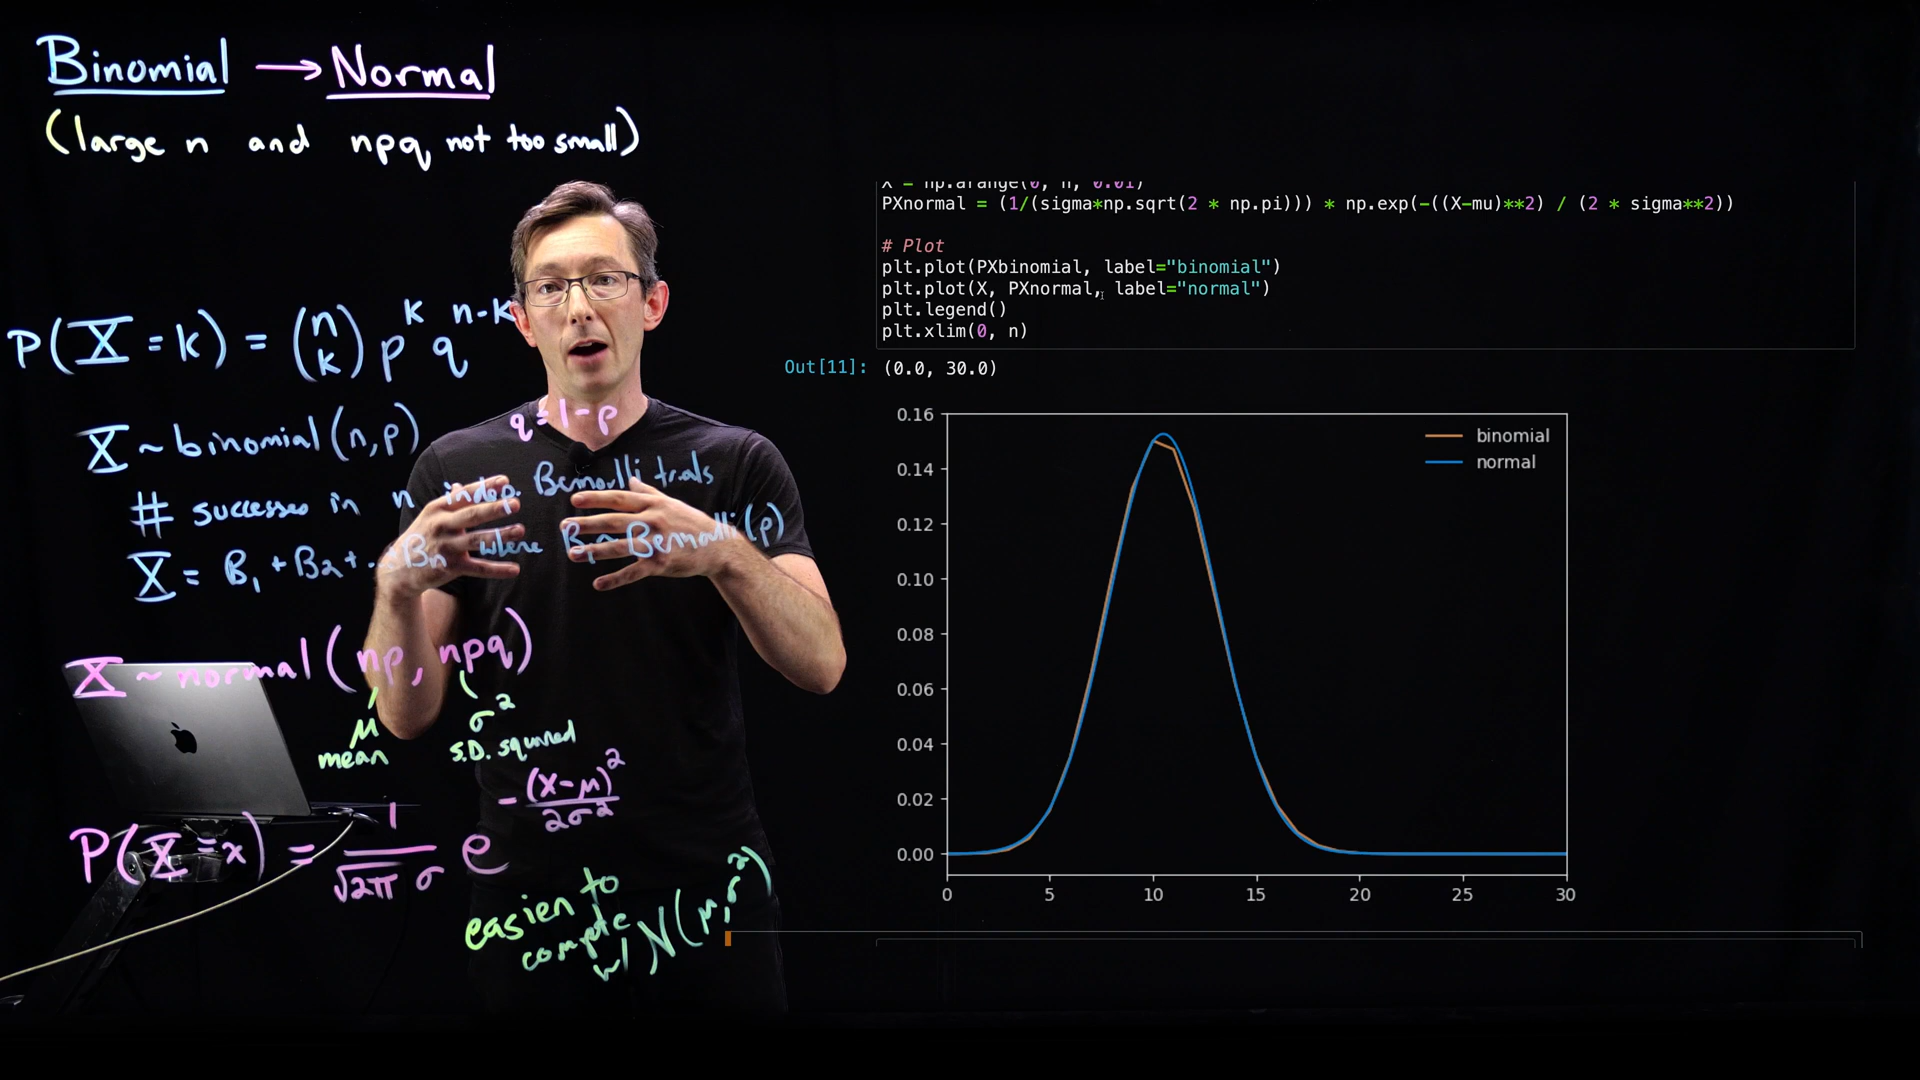 Binomial → Normal
(large n and npq not too small)
P(X = k) = (n k) p^k q^n-k
q = 1 - p
X ~ binomial(n,p)
# successes in n indep. Bernoulli trials
X = B1 + B2 + ... Bn where Bi ~ Bernoulli(p)
X ~ normal(np, npq)
μ σ²
mean S.D. squared
P(X = x) = 1/√2π σ e^-(x-μ)²/2σ²
easier to
compute
w/ N(μ,σ²)
X = np.arange(0, n, 0.01)
PXnormal = (1/(sigma*np.sqrt(2 * np.pi))) * np.exp(-((X-mu)**2) / (2 * sigma**2))
# Plot
plt.plot(PXbinomial, label="binomial")
plt.plot(X, PXnormal, label="normal")
plt.legend()
plt.xlim(0, n)
Out[11]: (0.0, 30.0)
binomial
normal
0.16
0.14
0.12
0.10
0.08
0.06
0.04
0.02
0.00
0 5 10 15 20 25 30